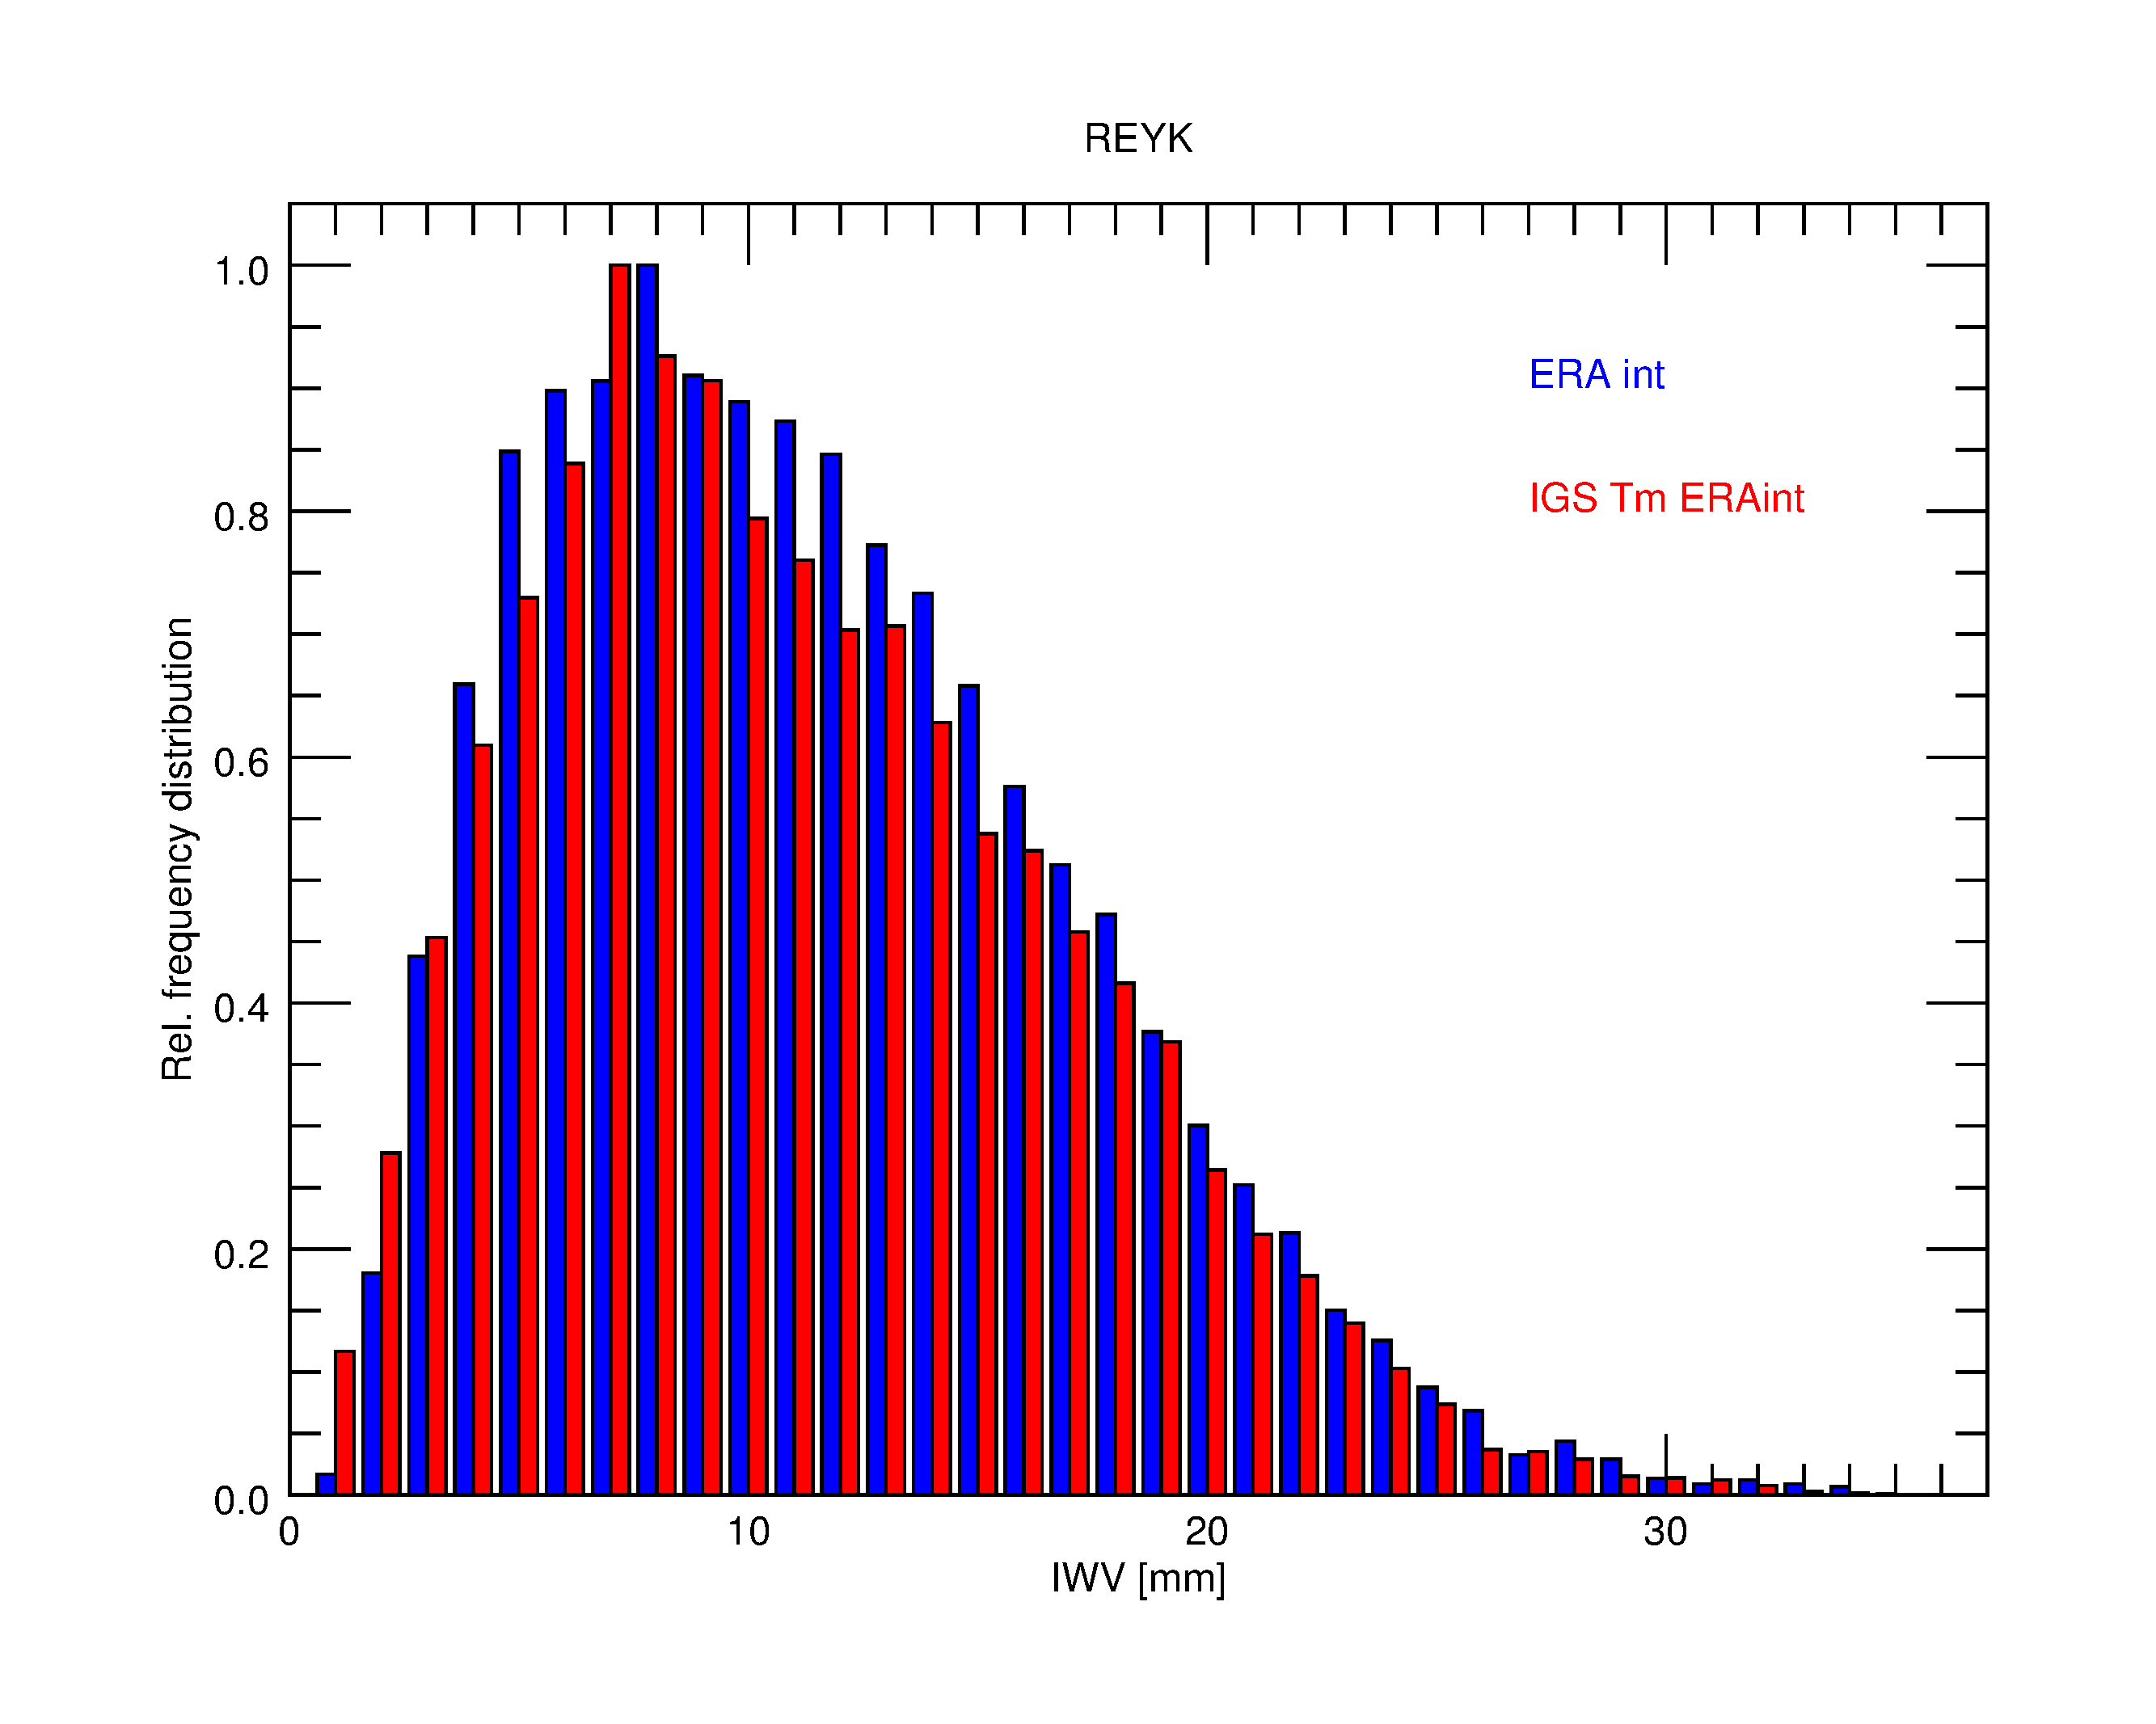 REYK
1.0
0.8
0.6
0.4
0.2
0.0
Rel. frequency distribution
ERA int
IGS Tm ERAint
0 10 20 30
IWV [mm]